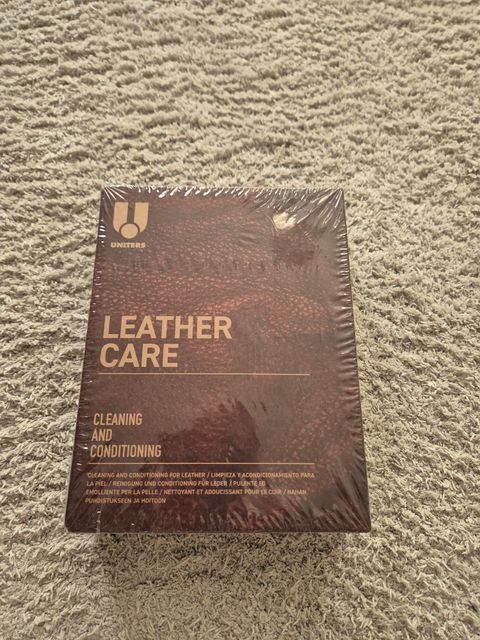 UNITERS
LEATHER
CARE
CLEANING
AND
CONDITIONING
CLEANING AND CONDITIONING FOR LEATHER / LIMPIEZA Y ACONDICIONAMIENTO PARA
LA PIEL / REINIGUNG UND CONDITIONING FÜR LEDER / PULENTE ED
EMOLLIENTE PER LA PELLE / NETTOYANT ET ADOUCISSANT POUR LE CUIR / NAHAN
PUHDISTUKSEEN JA HOITOON